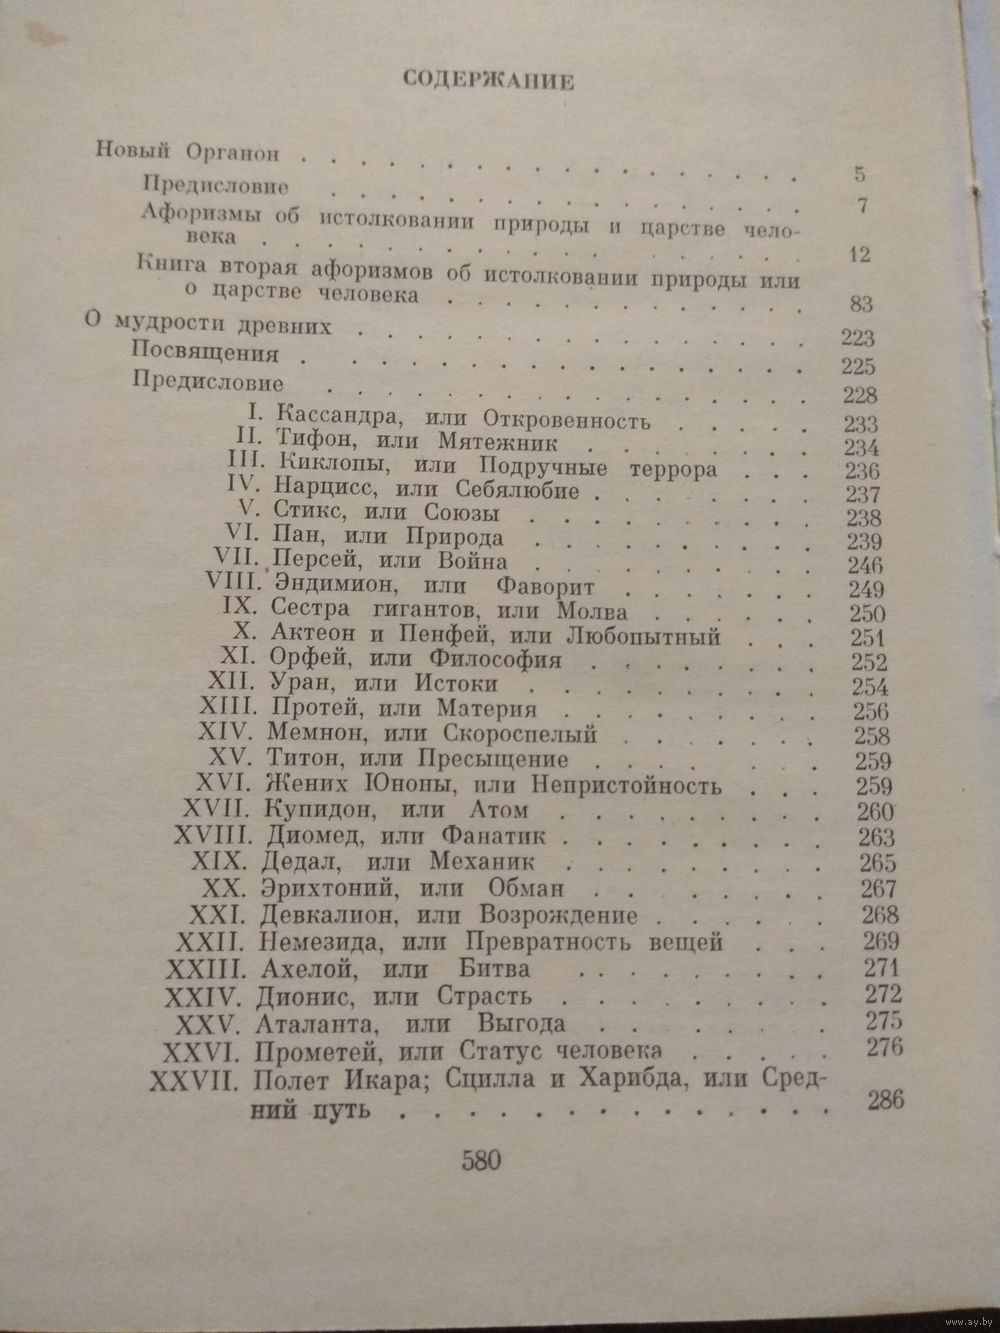 СОДЕРЖАНИЕ
Новый Органон . . . . . . . . . . . . . . . . . 5
Предисловие . . . . . . . . . . . . . . . . 7
Афоризмы об истолковании природы и царстве чело-
века . . . . . . . . . . . . . . . . . . 12
Книга вторая афоризмов об истолковании природы или
о царстве человека . . . . . . . . . . . . 83
О мудрости древних . . . . . . . . . . . . . . . 223
Посвящения . . . . . . . . . . . . . . . . . 225
Предисловие . . . . . . . . . . . . . . . . 228
I. Кассандра, или Откровенность . . . . . 233
II. Тифон, или Мятежник . . . . . . . . 234
III. Киклопы, или Подручные террора . . . 236
IV. Нарцисс, или Себялюбие . . . . . . . 237
V. Стикс, или Союзы . . . . . . . . . . 238
VI. Пан, или Природа . . . . . . . . . . 239
VII. Персей, или Война . . . . . . . . . . 246
VIII. Эндимион, или Фаворит . . . . . . . 249
IX. Сестра гигантов, или Молва . . . . . . 250
X. Актеон и Пенфей, или Любопытный . . . 251
XI. Орфей, или Философия . . . . . . . . 252
XII. Уран, или Истоки . . . . . . . . . . 254
XIII. Протей, или Материя . . . . . . . . . 256
XIV. Мемнон, или Скороспелый . . . . . . . 258
XV. Титон, или Пресыщение . . . . . . . 259
XVI. Жених Юноны, или Непристойность . . . 259
XVII. Купидон, или Атом . . . . . . . . . 260
XVIII. Диомед, или Фанатик . . . . . . . . . 263
XIX. Дедал, или Механик . . . . . . . . . 265
XX. Эрихтоний, или Обман . . . . . . . . 267
XXI. Девкалион, или Возрождение . . . . . . 268
XXII. Немезида, или Превратность вещей . . . 269
XXIII. Ахелой, или Битва . . . . . . . . . 271
XXIV. Дионис, или Страсть . . . . . . . . . 272
XXV. Аталанта, или Выгода . . . . . . . 275
XXVI. Прометей, или Статус человека . . . . . 276
XXVII. Полет Икара; Сцилла и Харибда, или Сред-
ний путь . . . . . . . . . . . . . . 286
580
www.ay.by